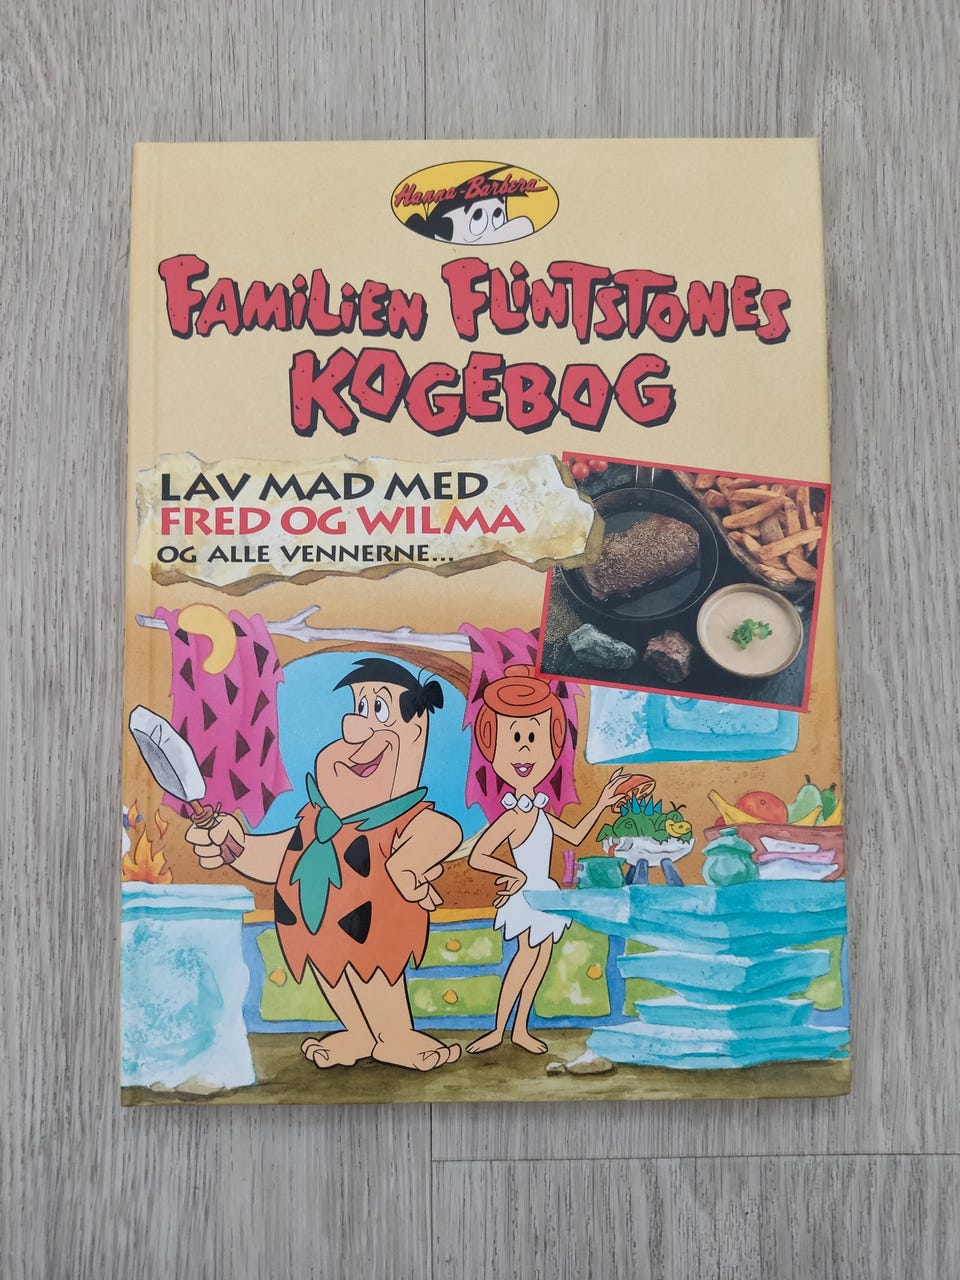 Hanna-Barbera
FAMILIEN FLINTSTONES
KOGEBOG
LAV MAD MED
FRED OG WILMA
OG ALLE VENNERNE...